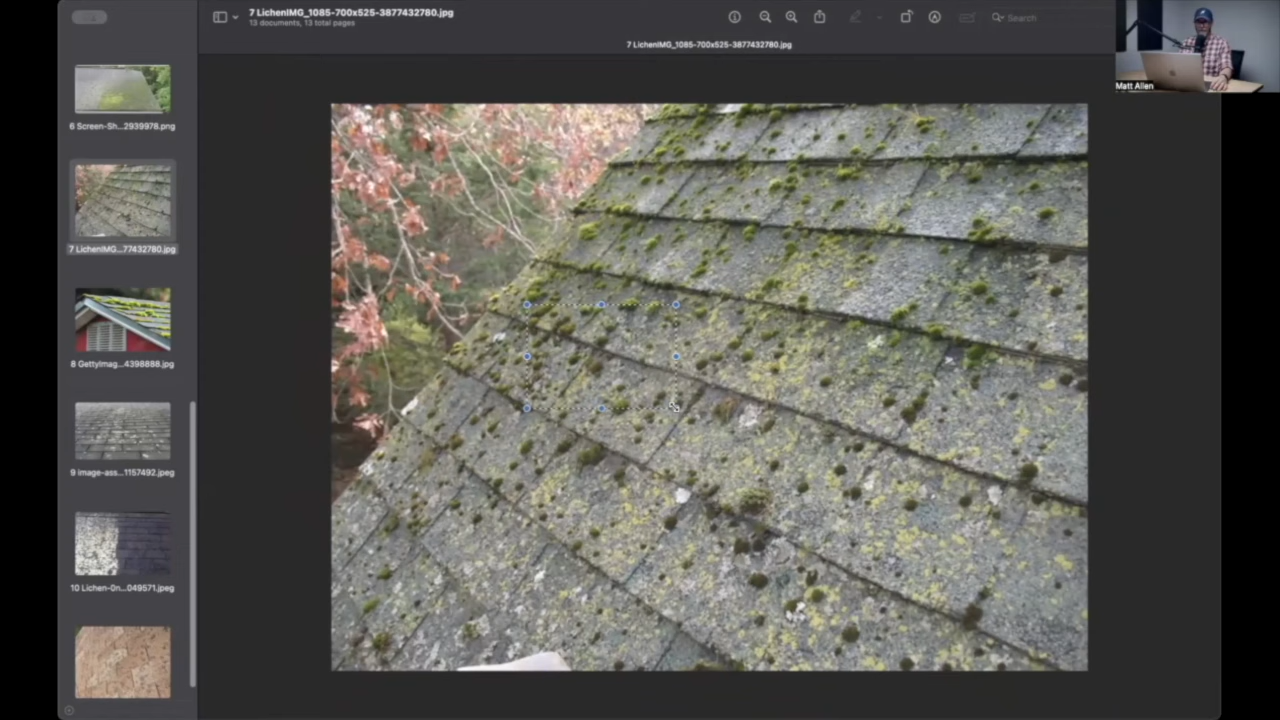 7 LichenIMG_1085-700x525-3877432780.jpg
13 documents, 13 total pages
Search
7 LichenIMG_1085-700x525-3877432780.jpg
Matt Allen
6 Screen-Sh...2939978.png
7 LichenIMG...77432780.jpg
8 GettyImag...4398888.jpg
9 image-ass...1157492.jpeg
10 Lichen-0n...049571.jpeg